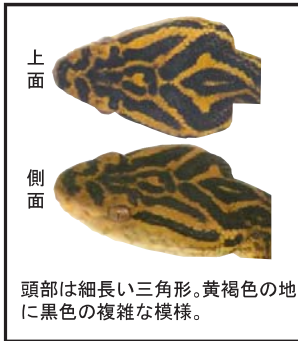 上面
側面
頭部は細長い三角形。黄褐色の地
に黒色の複雑な模様。